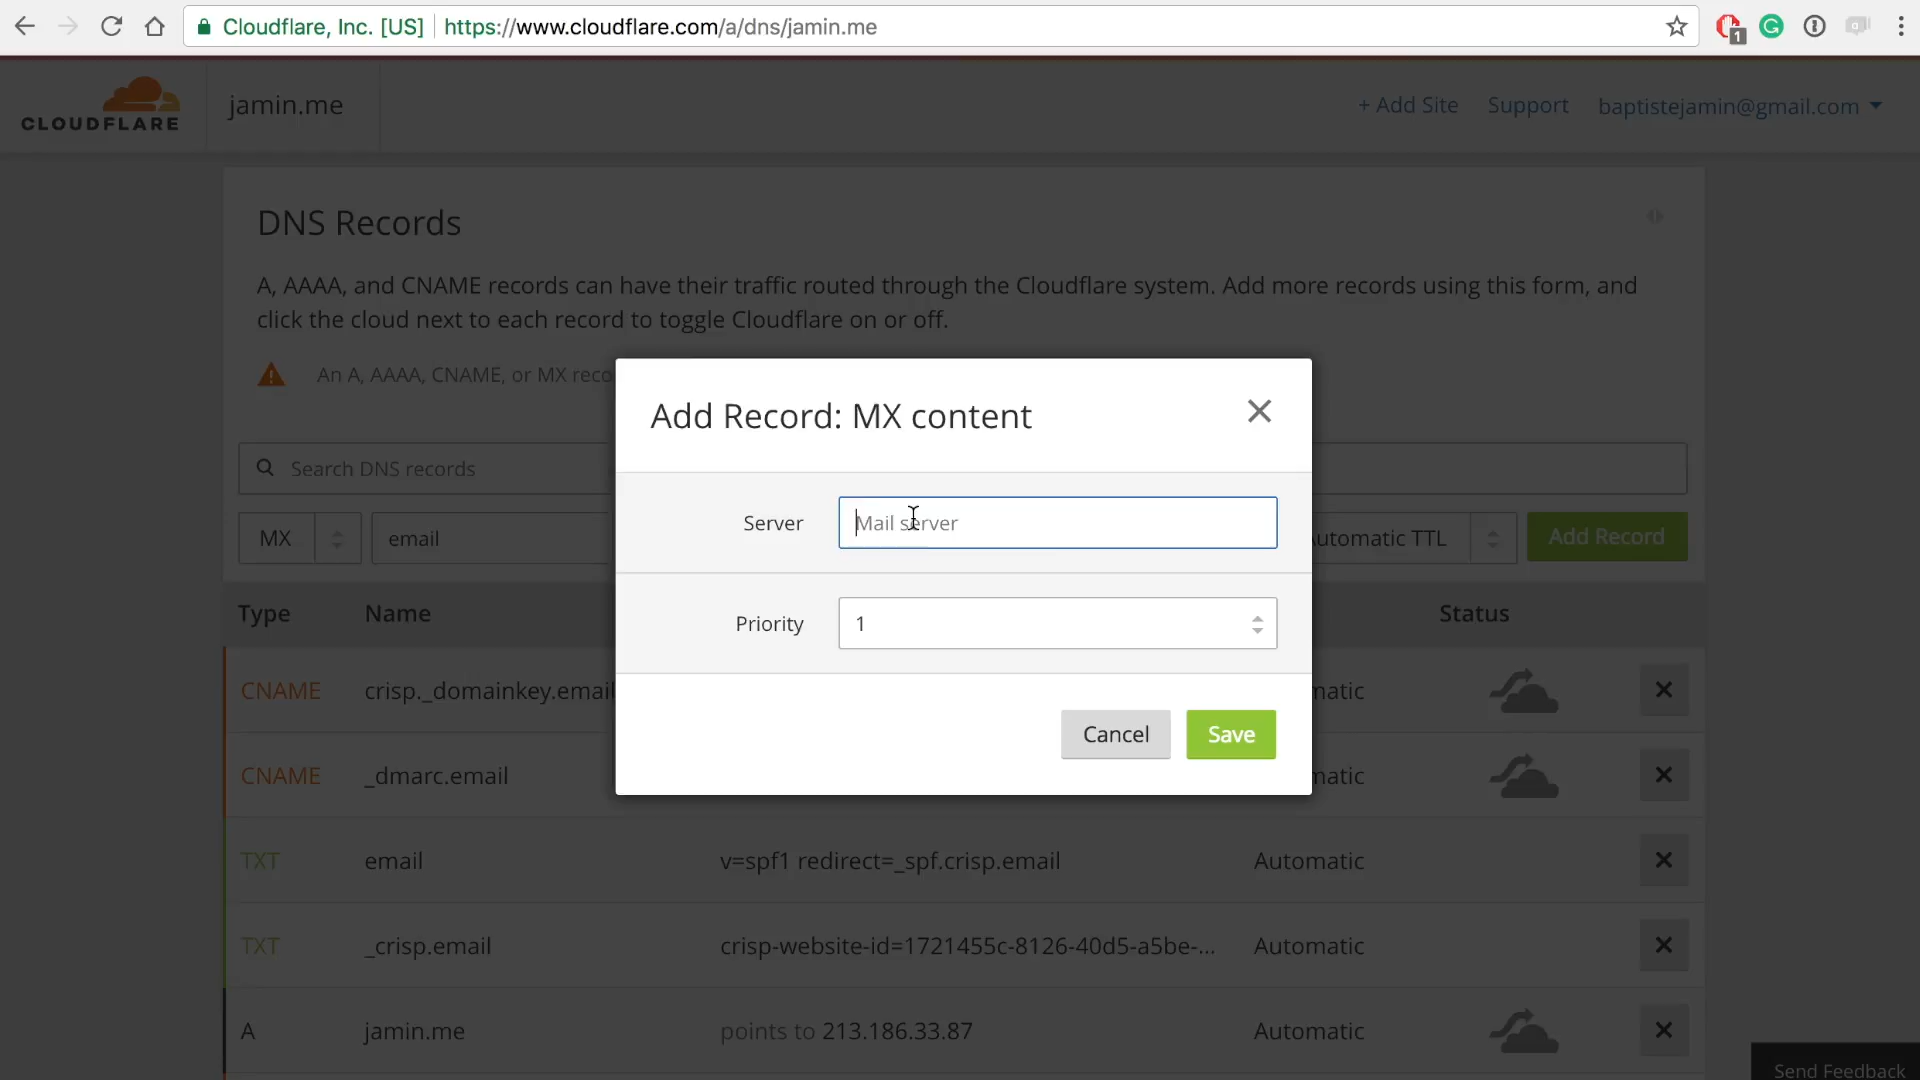 Cloudflare, Inc. [US] https://www.cloudflare.com/a/dns/jamin.me
1
CLOUDFLARE
jamin.me
+ Add Site
Support
baptistejamin@gmail.com
DNS Records
A, AAAA, and CNAME records can have their traffic routed through the Cloudflare system. Add more records using this form, and
click the cloud next to each record to toggle Cloudflare on or off.
An A, AAAA, CNAME, or MX reco
Add Record: MX content
Search DNS records
Server
Mail server
MX
email
utomatic TTL
Add Record
Type
Name
Status
Priority
1
CNAME crisp._domainkey.email matic
Cancel
Save
CNAME _dmarc.email matic
TXT email v=spf1 redirect=_spf.crisp.email Automatic
TXT _crisp.email crisp-website-id=1721455c-8126-40d5-a5be-... Automatic
A jamin.me points to 213.186.33.87 Automatic
Send Feedback